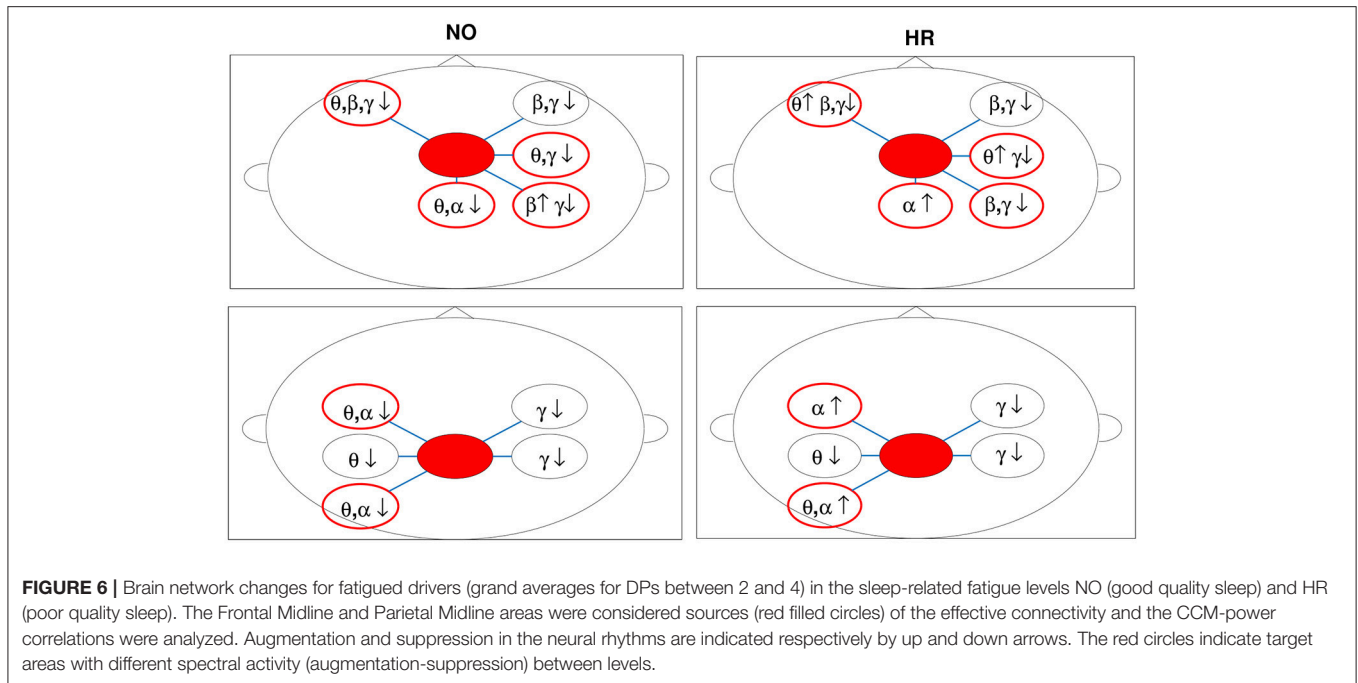 NO
HR
θ,β,γ ↓
β,γ ↓
θ,γ ↓
θ,α ↓
β↑ γ↓
θ↑ β,γ↓
β,γ ↓
θ↑ γ↓
α ↑
β,γ ↓
θ,α ↓
γ ↓
θ ↓
γ ↓
θ,α ↓
α ↑
γ ↓
θ ↓
γ ↓
θ,α ↑
FIGURE 6 | Brain network changes for fatigued drivers (grand averages for DPs between 2 and 4) in the sleep-related fatigue levels NO (good quality sleep) and HR
(poor quality sleep). The Frontal Midline and Parietal Midline areas were considered sources (red filled circles) of the effective connectivity and the CCM-power
correlations were analyzed. Augmentation and suppression in the neural rhythms are indicated respectively by up and down arrows. The red circles indicate target
areas with different spectral activity (augmentation-suppression) between levels.